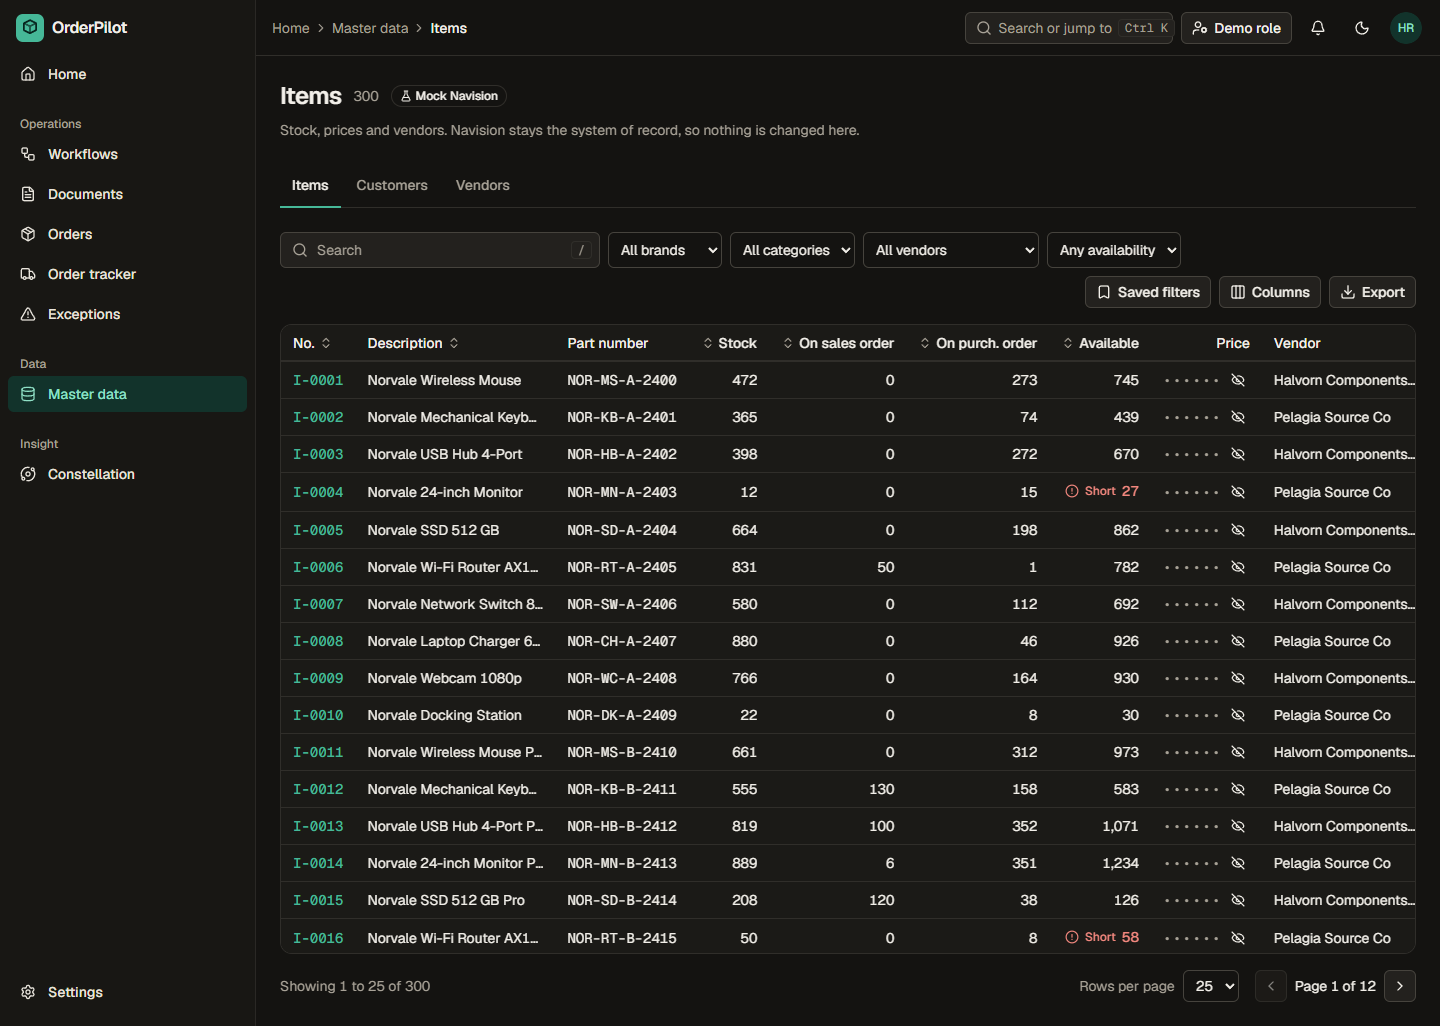 OrderPilot
Home
Operations
Workflows
Documents
Orders
Order tracker
Exceptions
Data
Master data
Insight
Constellation
Settings
Home > Master data > Items
Search or jump to Ctrl K
Demo role
HR
Items 300 Mock Navision
Stock, prices and vendors. Navision stays the system of record, so nothing is changed here.
Items Customers Vendors
Search / All brands All categories All vendors Any availability
Saved filters Columns Export
No. Description Part number Stock On sales order On purch. order Available Price Vendor
I-0001 Norvale Wireless Mouse NOR-MS-A-2400 472 0 273 745 •••••• Halvorn Components...
I-0002 Norvale Mechanical Keyb... NOR-KB-A-2401 365 0 74 439 •••••• Pelagia Source Co
I-0003 Norvale USB Hub 4-Port NOR-HB-A-2402 398 0 272 670 •••••• Halvorn Components...
I-0004 Norvale 24-inch Monitor NOR-MN-A-2403 12 0 15 Short 27 •••••• Pelagia Source Co
I-0005 Norvale SSD 512 GB NOR-SD-A-2404 664 0 198 862 •••••• Halvorn Components...
I-0006 Norvale Wi-Fi Router AX1... NOR-RT-A-2405 831 50 1 782 •••••• Pelagia Source Co
I-0007 Norvale Network Switch 8... NOR-SW-A-2406 580 0 112 692 •••••• Halvorn Components...
I-0008 Norvale Laptop Charger 6... NOR-CH-A-2407 880 0 46 926 •••••• Pelagia Source Co
I-0009 Norvale Webcam 1080p NOR-WC-A-2408 766 0 164 930 •••••• Halvorn Components...
I-0010 Norvale Docking Station NOR-DK-A-2409 22 0 8 30 •••••• Pelagia Source Co
I-0011 Norvale Wireless Mouse P... NOR-MS-B-2410 661 0 312 973 •••••• Halvorn Components...
I-0012 Norvale Mechanical Keyb... NOR-KB-B-2411 555 130 158 583 •••••• Pelagia Source Co
I-0013 Norvale USB Hub 4-Port P... NOR-HB-B-2412 819 100 352 1,071 •••••• Halvorn Components...
I-0014 Norvale 24-inch Monitor P... NOR-MN-B-2413 889 6 351 1,234 •••••• Pelagia Source Co
I-0015 Norvale SSD 512 GB Pro NOR-SD-B-2414 208 120 38 126 •••••• Halvorn Components...
I-0016 Norvale Wi-Fi Router AX1... NOR-RT-B-2415 50 0 8 Short 58 •••••• Pelagia Source Co
Showing 1 to 25 of 300 Rows per page 25 Page 1 of 12